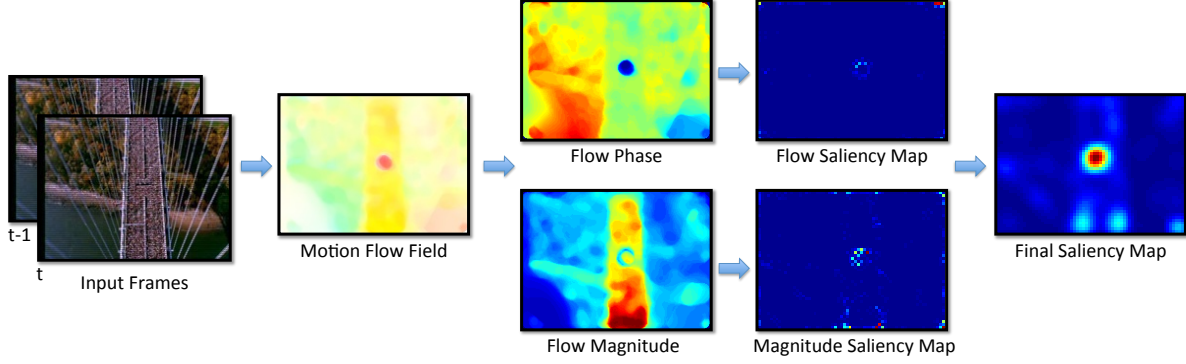 t-1
t
Input Frames
Motion Flow Field
Flow Phase
Flow Magnitude
Flow Saliency Map
Magnitude Saliency Map
Final Saliency Map